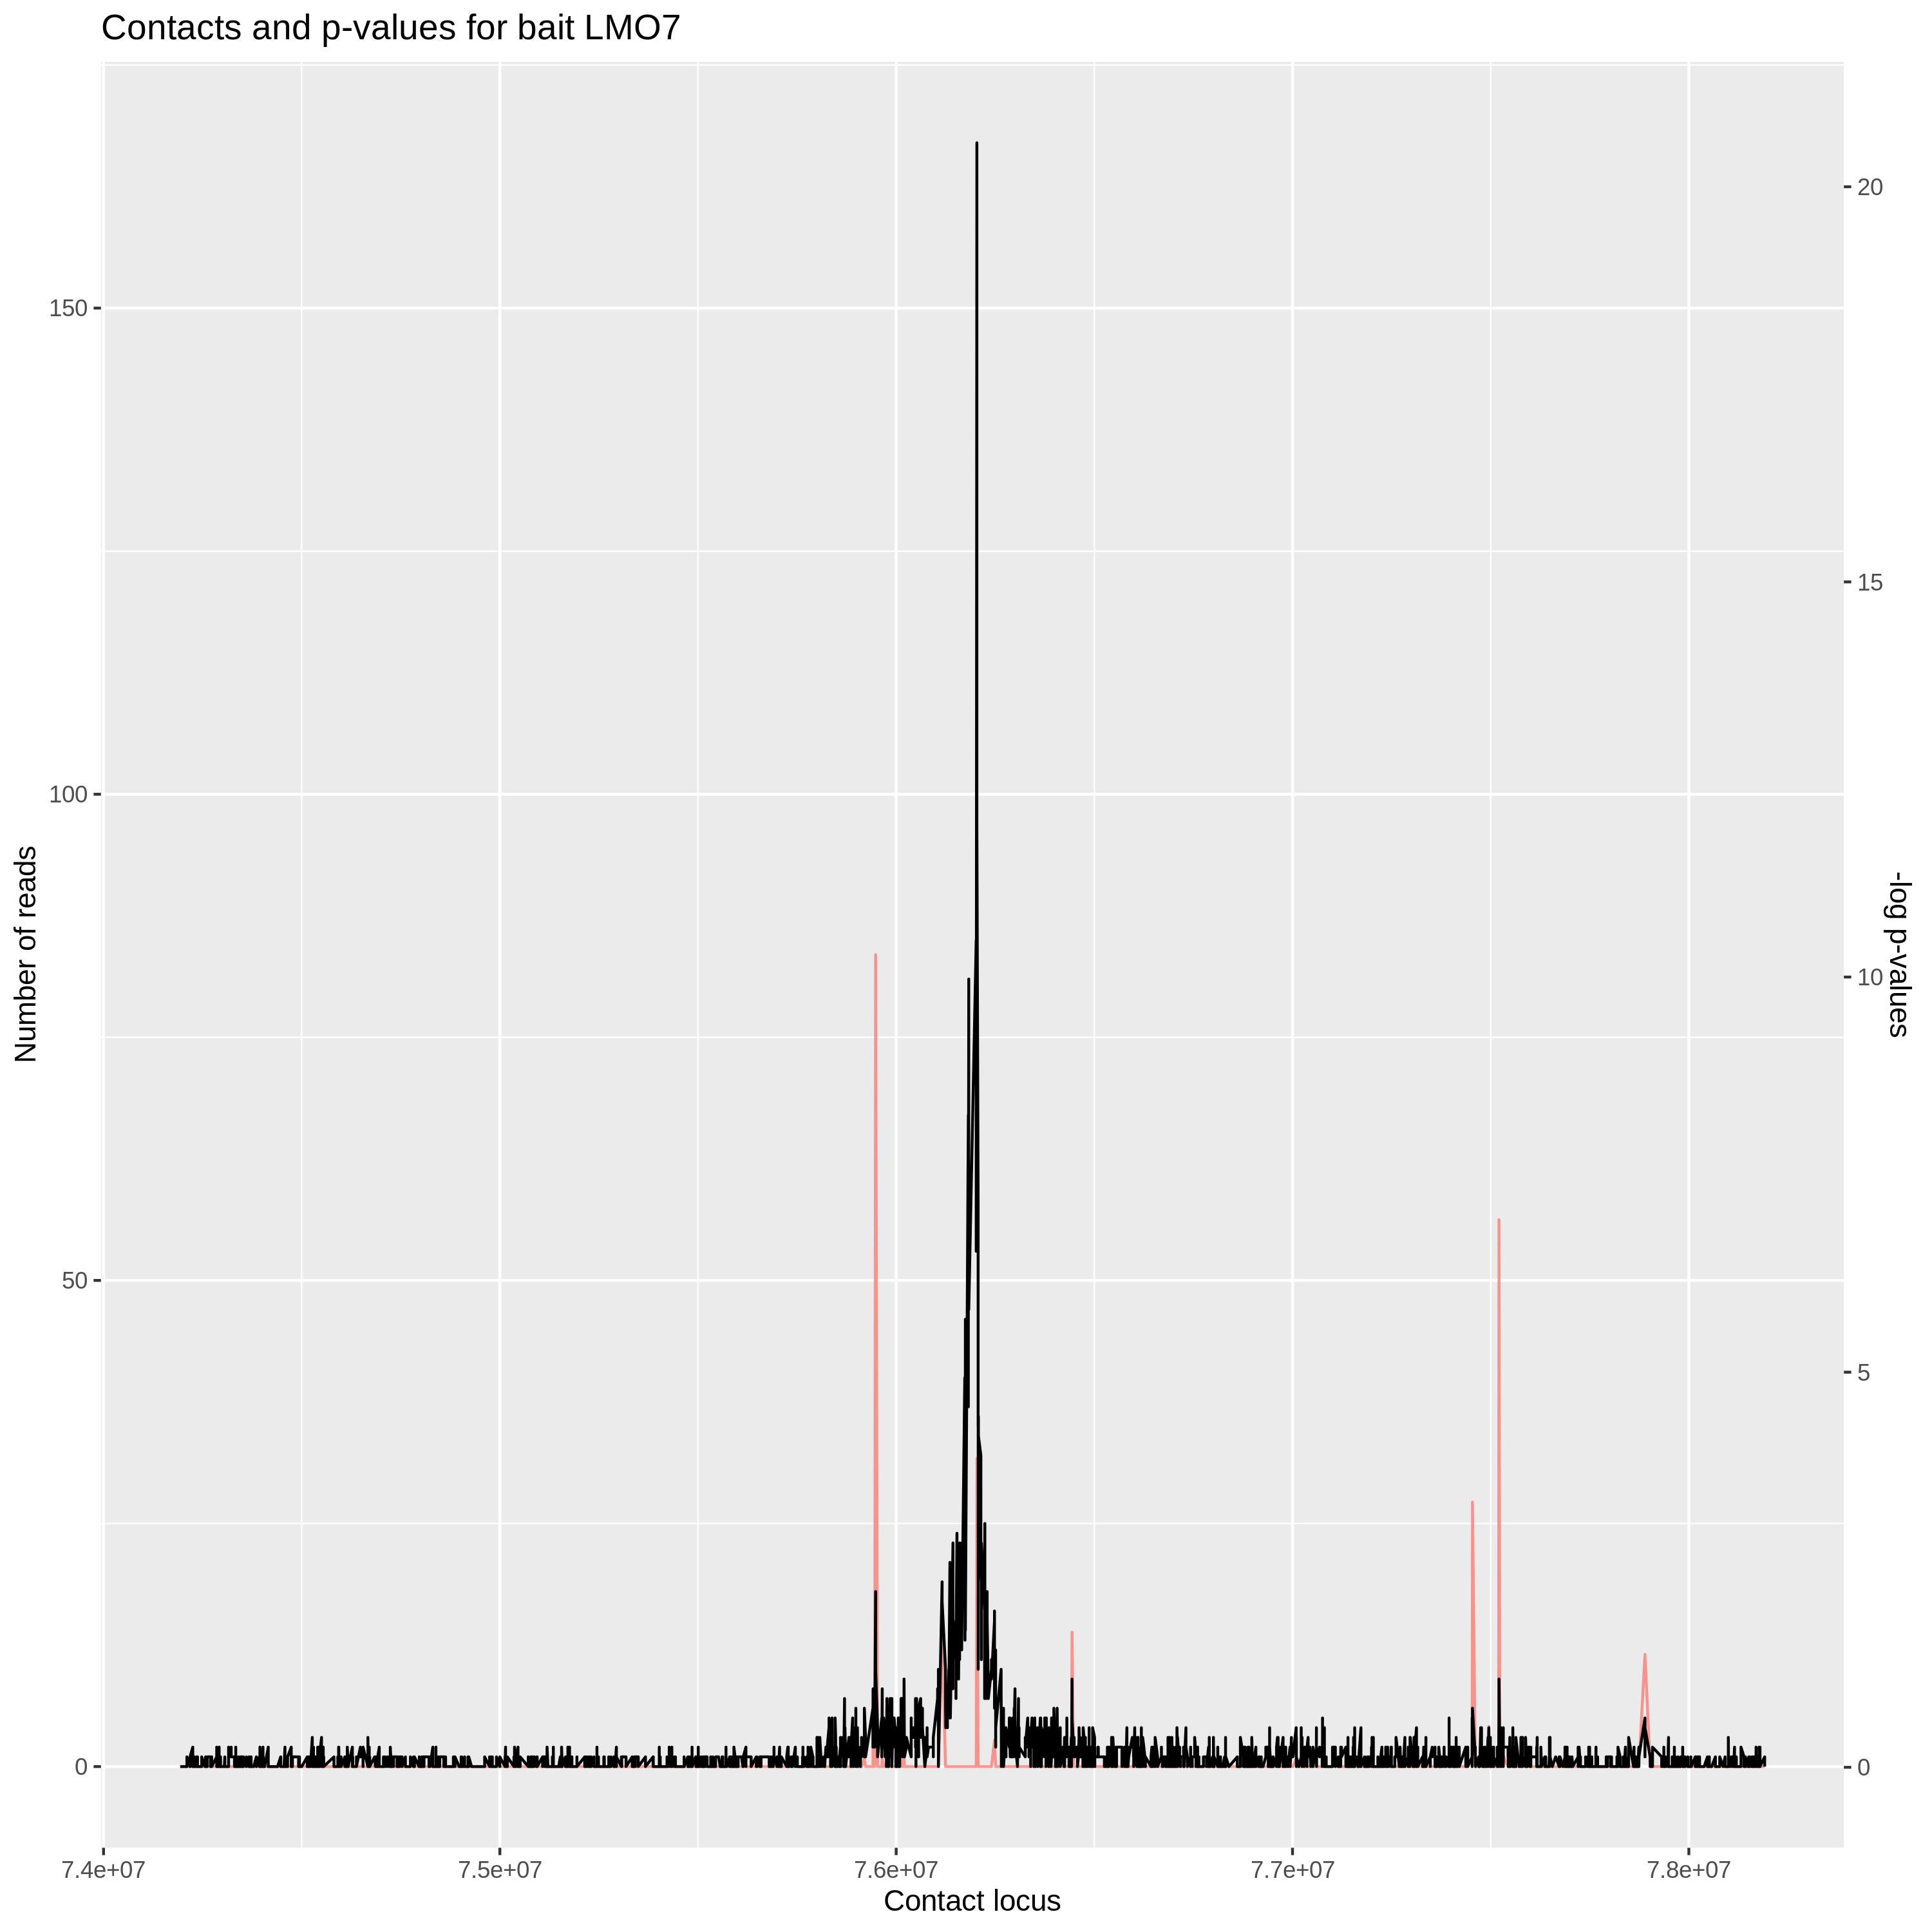 Contacts and p-values for bait LMO7
Number of reads
150
100
50
0
20
15
10
5
0
-log p-values
7.4e+07
7.5e+07
7.6e+07
7.7e+07
7.8e+07
Contact locus